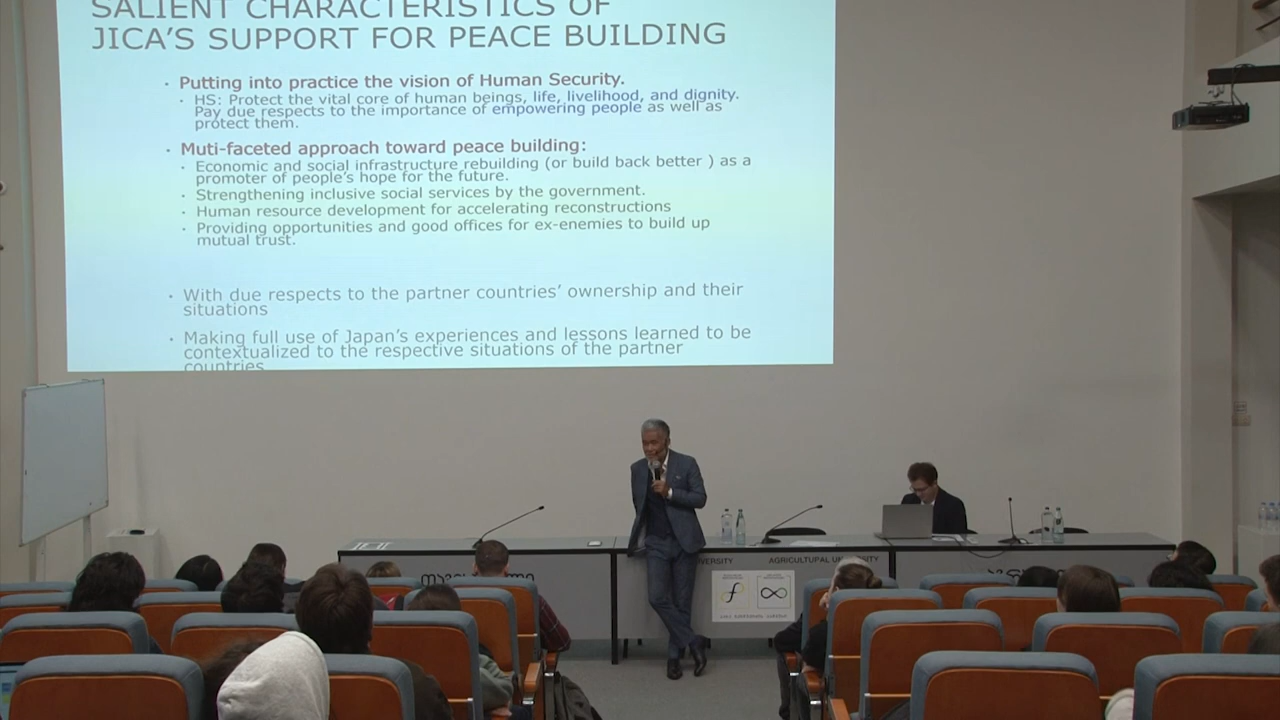 SALIENT CHARACTERISTICS OF
JICA'S SUPPORT FOR PEACE BUILDING
• Putting into practice the vision of Human Security.
• HS: Protect the vital core of human beings, life, livelihood, and dignity.
Pay due respects to the importance of empowering people as well as
protect them.
• Muti-faceted approach toward peace building:
• Economic and social infrastructure rebuilding (or build back better ) as a
promoter of people's hope for the future.
• Strengthening inclusive social services by the government.
• Human resource development for accelerating reconstructions
• Providing opportunities and good offices for ex-enemies to build up
mutual trust.
• With due respects to the partner countries' ownership and their
situations
• Making full use of Japan's experiences and lessons learned to be
contextualized to the respective situations of the partner
countries
VERSITY AGRICULTURAL UNIVERSITY